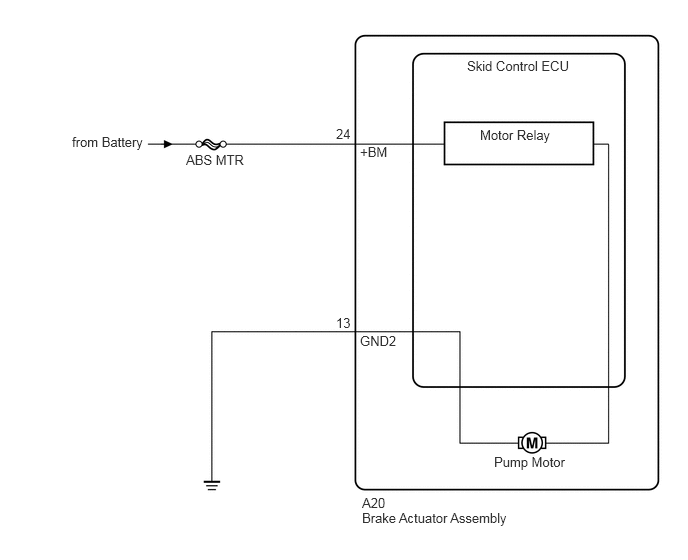 Skid Control ECU
Motor Relay
24
from Battery
+BM
ABS MTR
13
GND2
M
Pump Motor
A20
Brake Actuator Assembly